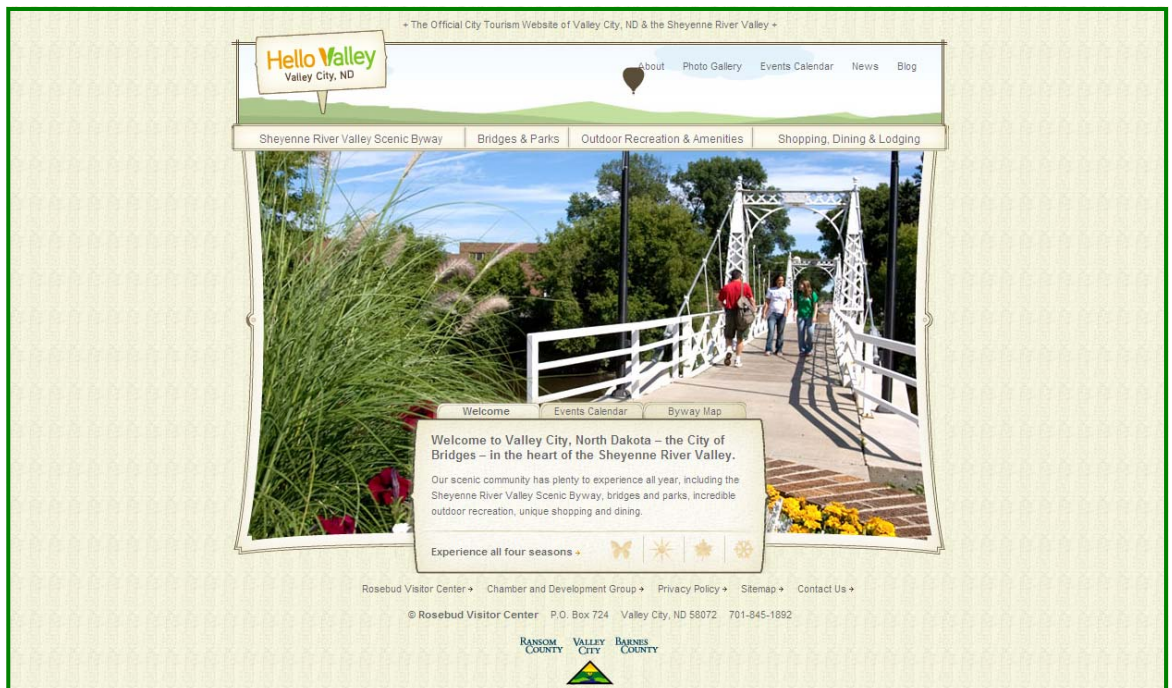 + The Official City Tourism Website of Valley City, ND & the Sheyenne River Valley +
Hello Valley
Valley City, ND
About Photo Gallery Events Calendar News Blog
Sheyenne River Valley Scenic Byway Bridges & Parks Outdoor Recreation & Amenities Shopping, Dining & Lodging
Welcome Events Calendar Byway Map
Welcome to Valley City, North Dakota – the City of
Bridges – in the heart of the Sheyenne River Valley.
Our scenic community has plenty to experience all year, including the
Sheyenne River Valley Scenic Byway, bridges and parks, incredible
outdoor recreation, unique shopping and dining.
Experience all four seasons
Rosebud Visitor Center Chamber and Development Group Privacy Policy Sitemap Contact Us
© Rosebud Visitor Center P.O. Box 724 Valley City, ND 58072 701-845-1892
RANSOM COUNTY VALLEY CITY BARNES COUNTY